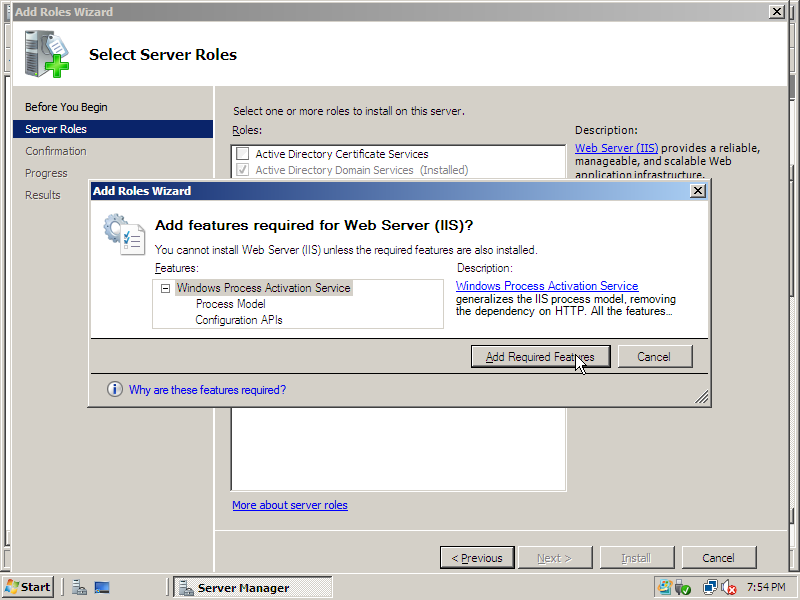 Add Roles Wizard
Select Server Roles
Before You Begin
Server Roles
Confirmation
Progress
Results
Select one or more roles to install on this server.
Roles:
Active Directory Certificate Services
Active Directory Domain Services (Installed)
Description:
Web Server (IIS) provides a reliable,
manageable, and scalable Web
application infrastructure.
Add Roles Wizard
Add features required for Web Server (IIS)?
You cannot install Web Server (IIS) unless the required features are also installed.
Features:
Windows Process Activation Service
Process Model
Configuration APIs
Description:
Windows Process Activation Service
generalizes the IIS process model, removing
the dependency on HTTP. All the features...
Add Required Features
Cancel
Why are these features required?
More about server roles
< Previous
Next >
Install
Cancel
Start
Server Manager
7:54 PM